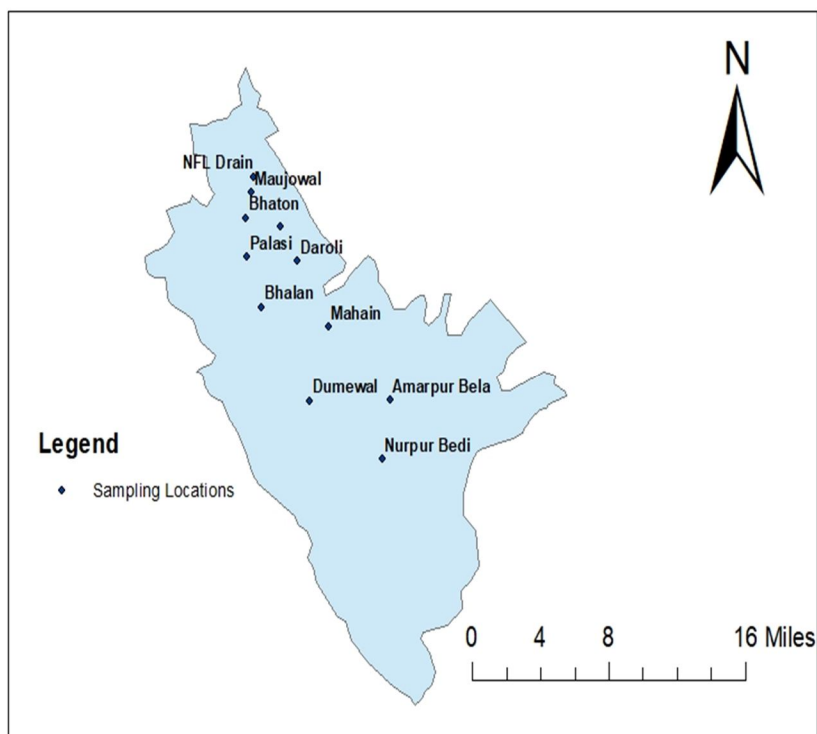 N
NFL Drain
Maujowal
Bhaton
Palasi
Daroli
Bhalan
Mahain
Dumewal
Amarpur Bela
Nurpur Bedi
Legend
Sampling Locations
0 4 8 16 Miles